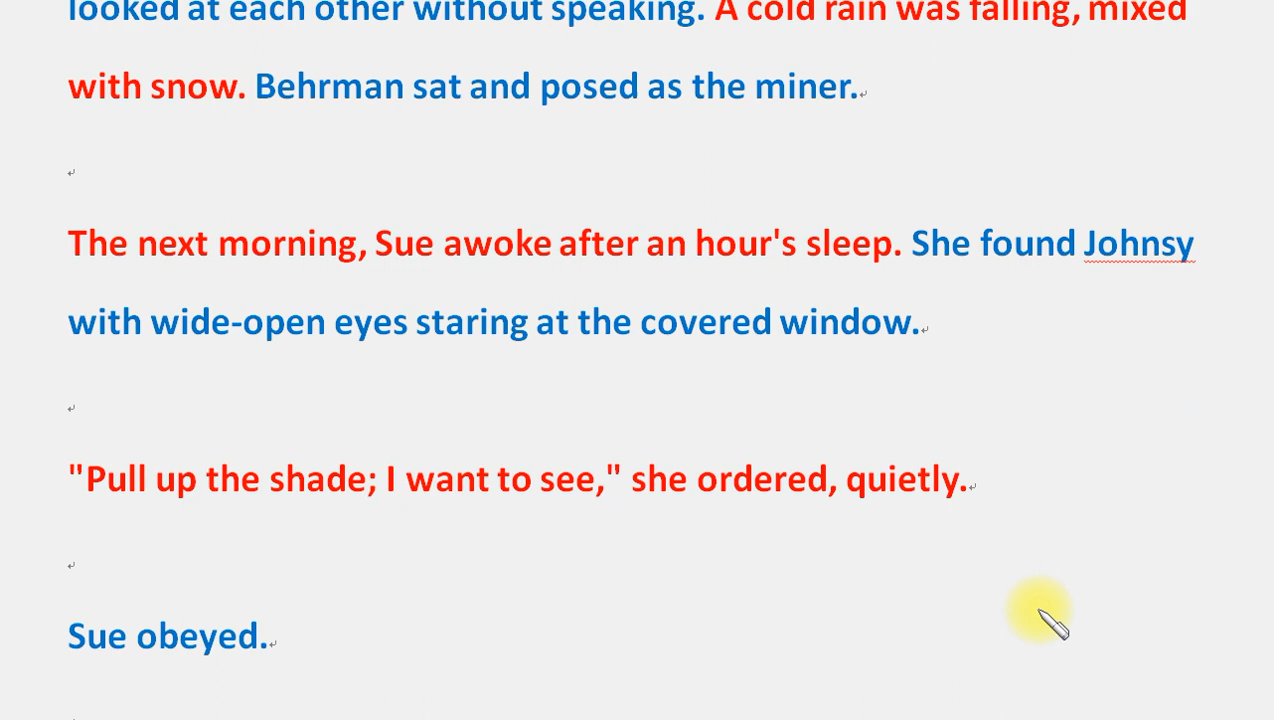 looked at each other without speaking. A cold rain was falling, mixed
with snow. Behrman sat and posed as the miner.
The next morning, Sue awoke after an hour's sleep. She found Johnsy
with wide-open eyes staring at the covered window.
"Pull up the shade; I want to see," she ordered, quietly.
Sue obeyed.